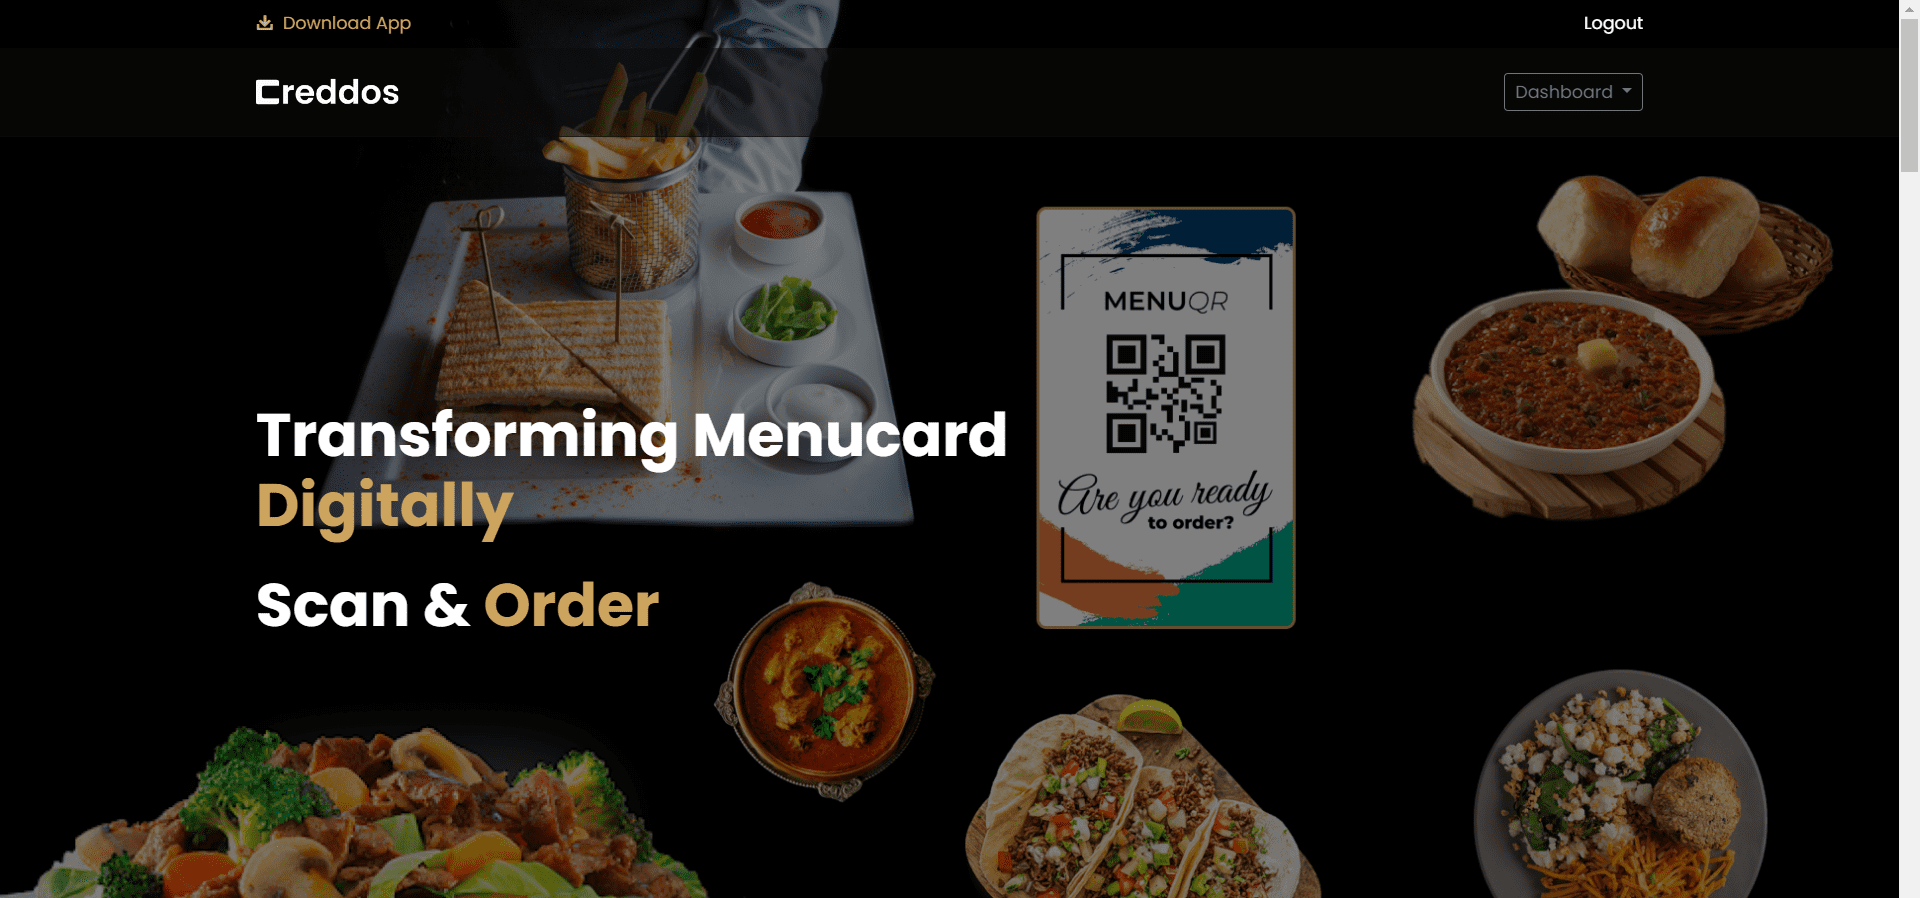 Download App
Logout
Creddos
Dashboard
Transforming Menucard
Digitally
Scan & Order
MENUQR
Are you ready
to order?